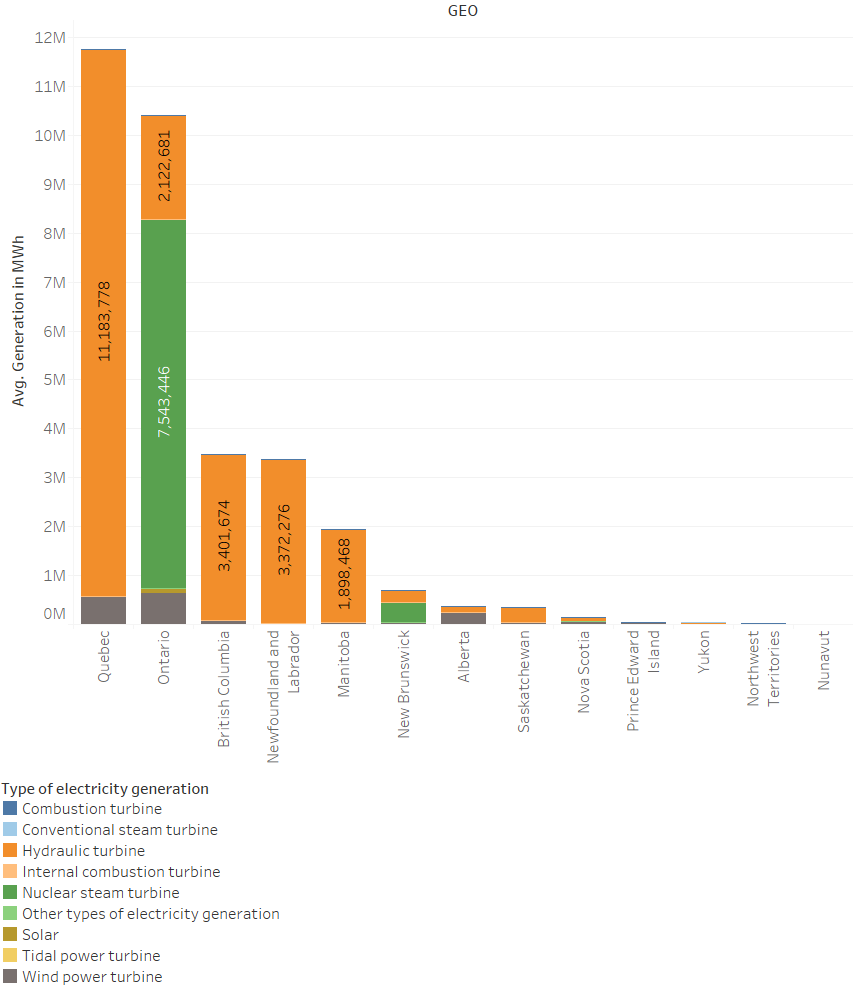 GEO
12M
11M
10M
9M
8M
7M
6M
5M
4M
3M
2M
1M
0M
Avg. Generation in MWh
11,183,778
2,122,681
7,543,446
3,401,674
3,372,276
1,898,468
Quebec
Ontario
British Columbia
Newfoundland and
Labrador
Manitoba
New Brunswick
Alberta
Saskatchewan
Nova Scotia
Prince Edward
Island
Yukon
Northwest
Territories
Nunavut
Type of electricity generation
Combustion turbine
Conventional steam turbine
Hydraulic turbine
Internal combustion turbine
Nuclear steam turbine
Other types of electricity generation
Solar
Tidal power turbine
Wind power turbine